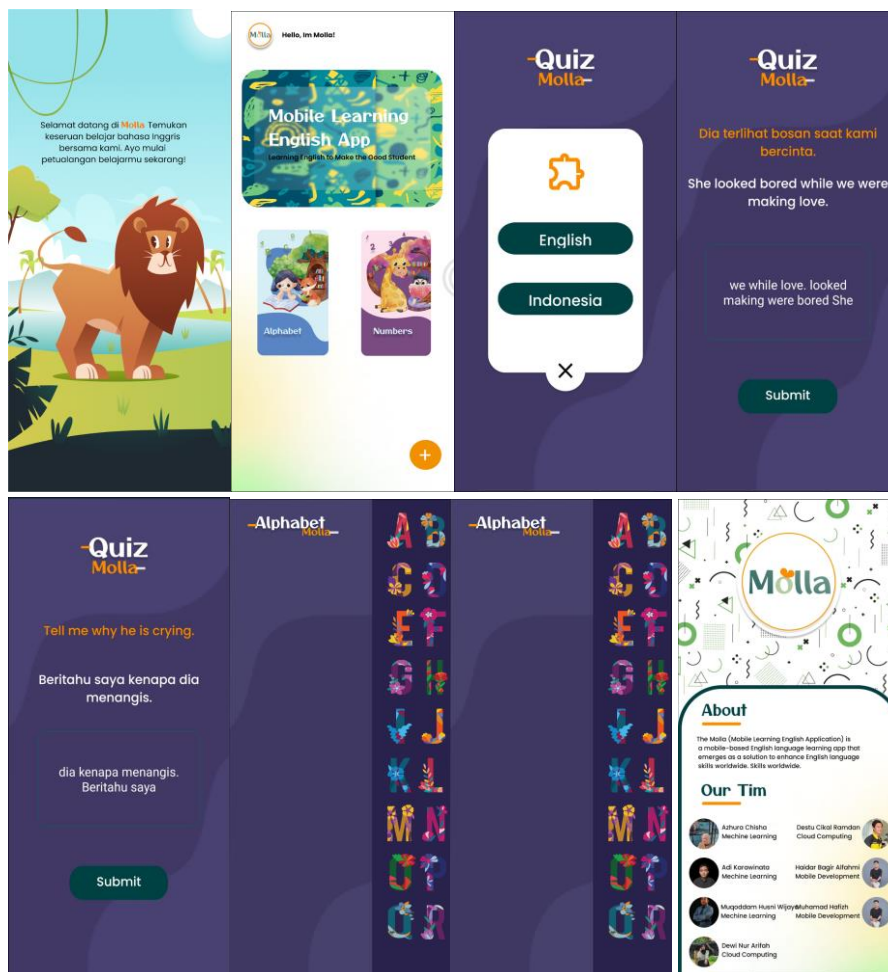 Selamat datang di Molla Temukan
keseruan belajar bahasa Inggris
bersama kami. Ayo mulai
petualangan belajarmu sekarang!
Molla
Hello, Im Molla!
Mobile Learning
English App
Learning English to Make the Good Student
Alphabet
Numbers
+
Quiz
Molla
English
Indonesia
Quiz
Molla
Dia terlihat bosan saat kami
bercinta.
She looked bored while we were
making love.
we while love. looked
making were bored She
Submit
Quiz
Molla
Tell me why he is crying.
Beritahu saya kenapa dia
menangis.
dia kenapa menangis.
Beritahu saya
Submit
Alphabet
Molla
A B
C D
E F
G H
I J
K L
M N
O P
Q R
Alphabet
Molla
A B
C D
E F
G H
I J
K L
M N
O P
Q R
Molla
About
The Molla (Mobile Learning English Application) is
a mobile-based English language learning app that
emerges as a solution to enhance English language
skills worldwide. Skills worldwide.
Our Tim
Azhura Chisha
Mechine Learning
Destu Cikal Ramdan
Cloud Computing
Adi Karawinata
Mechine Learning
Haidar Bagir Alfahmi
Mobile Development
Muqoddam Husni Wijaya
Mechine Learning
Muhamad Hafizh
Mobile Development
Dewi Nur Arifah
Cloud Computing